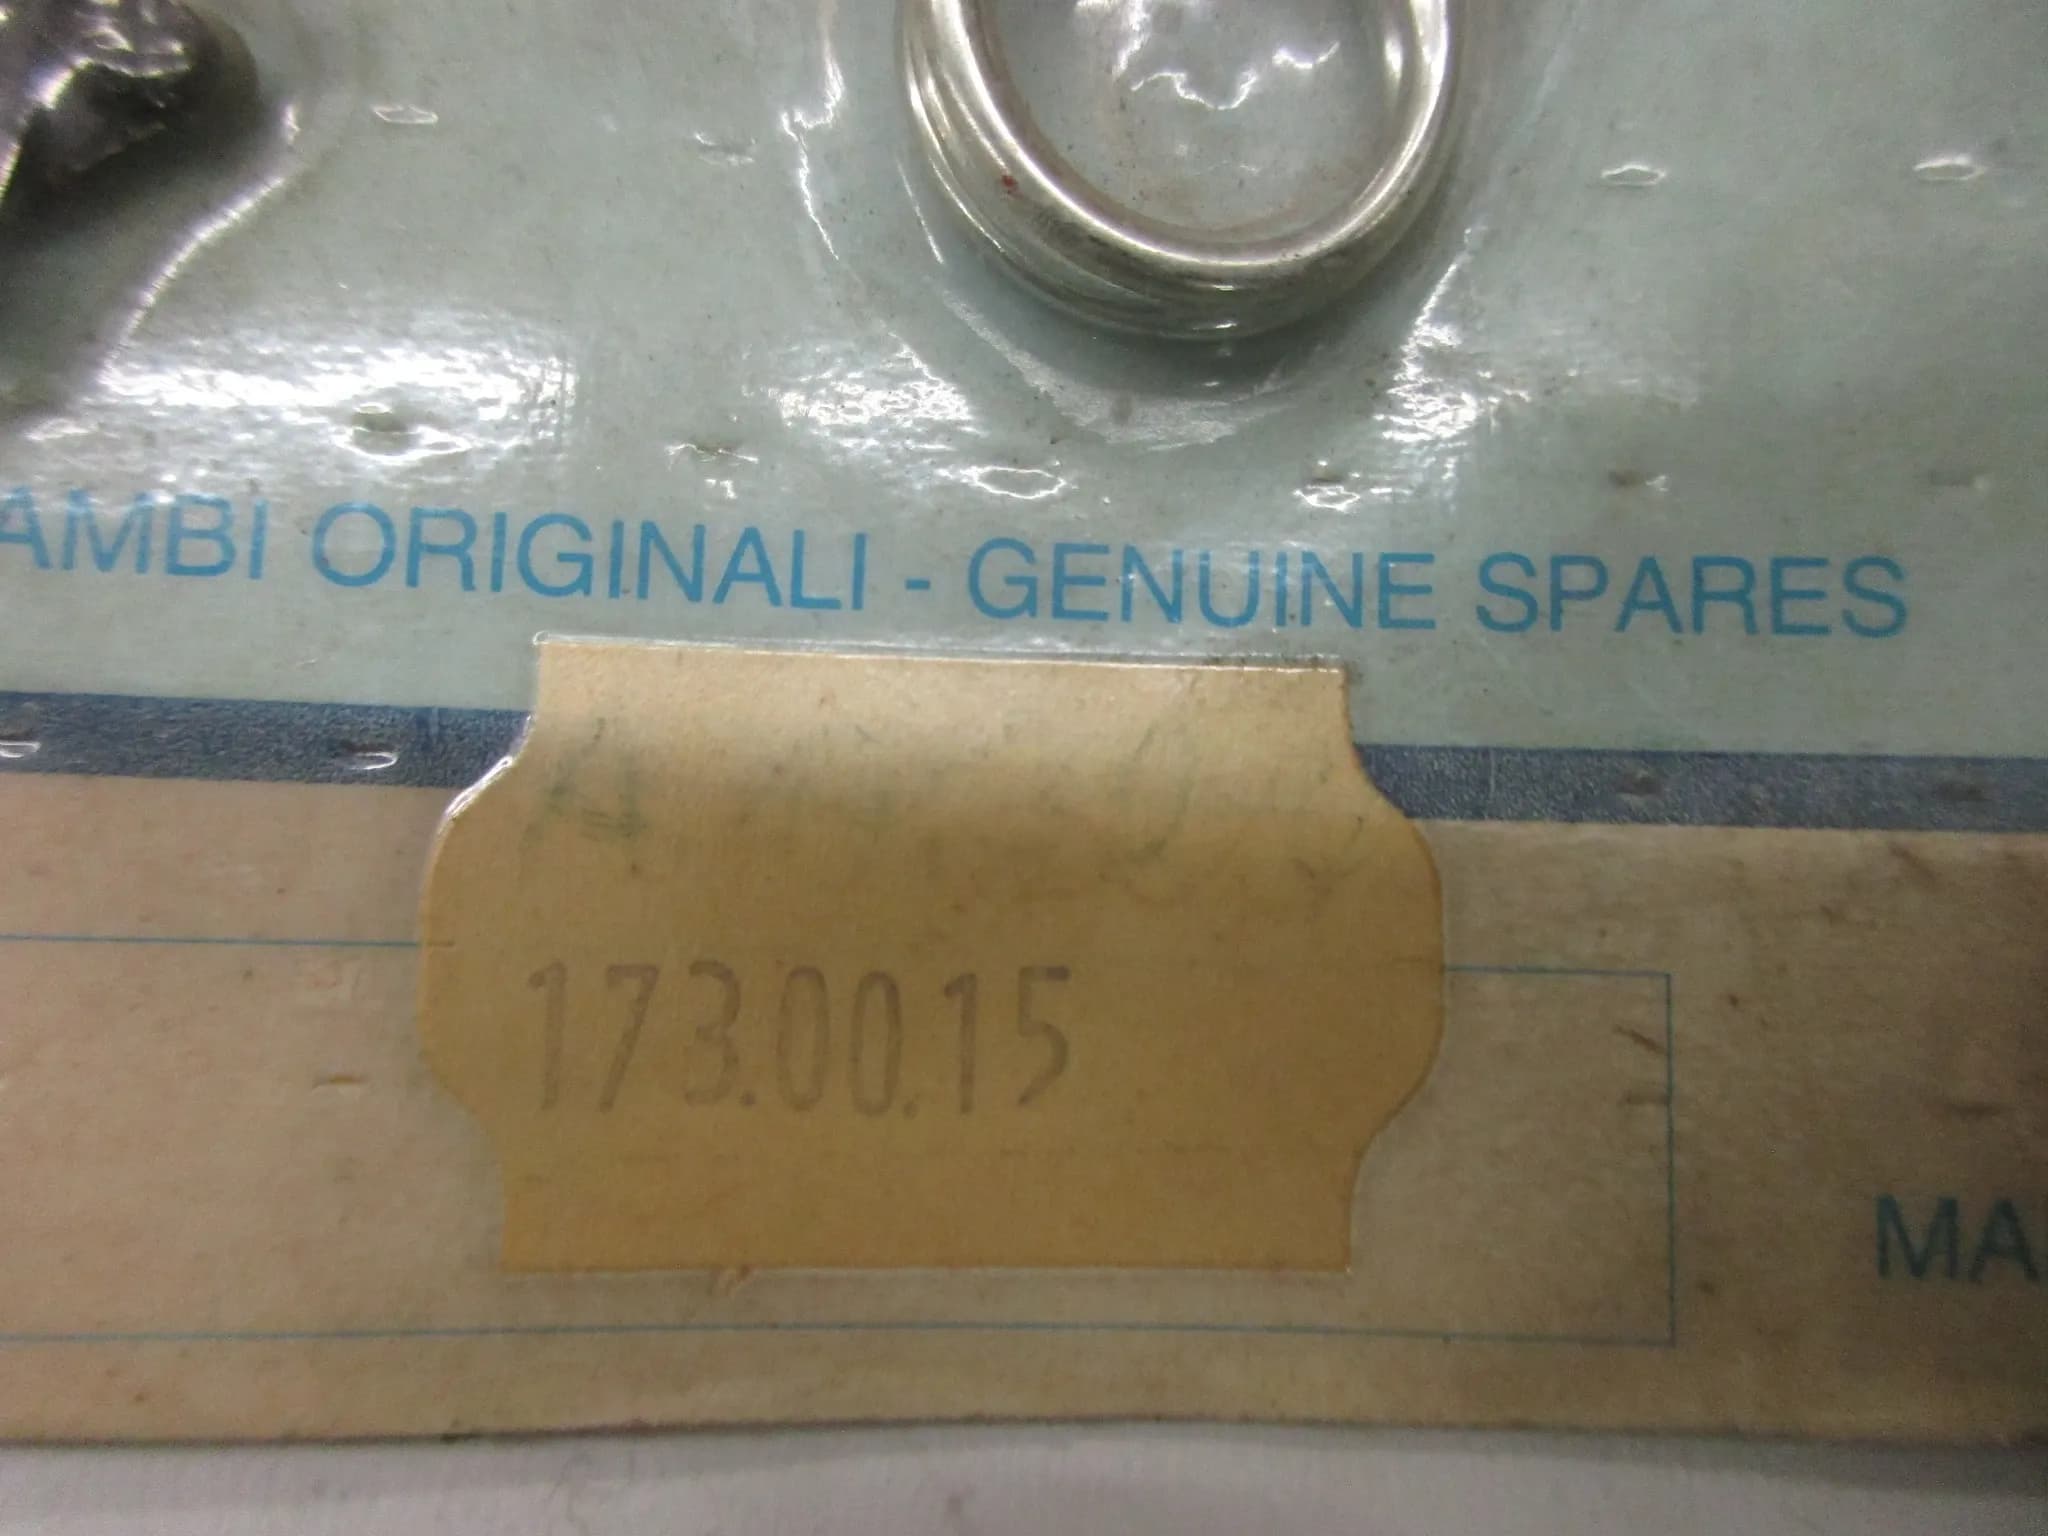 AMBI ORIGINALI - GENUINE SPARES
173.00.15
MA